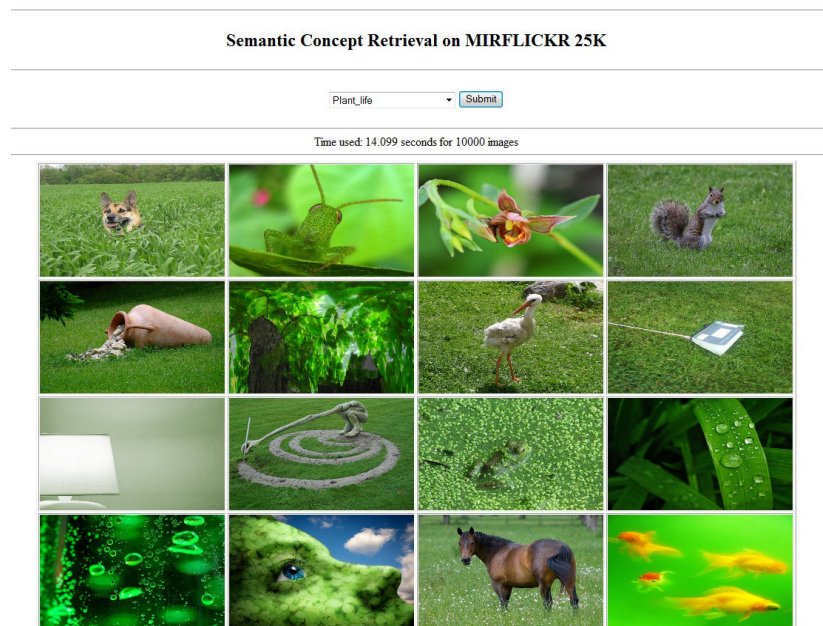 Semantic Concept Retrieval on MIRFLICKR 25K
Plant_life
Submit
Time used: 14.099 seconds for 10000 images